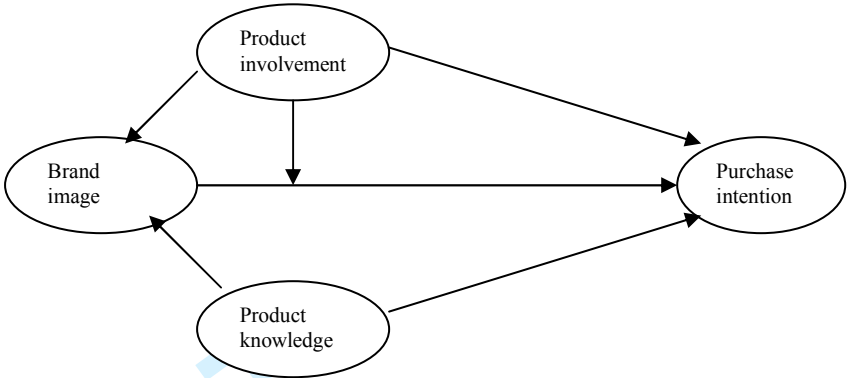 Product
involvement
Brand
image
Purchase
intention
Product
knowledge